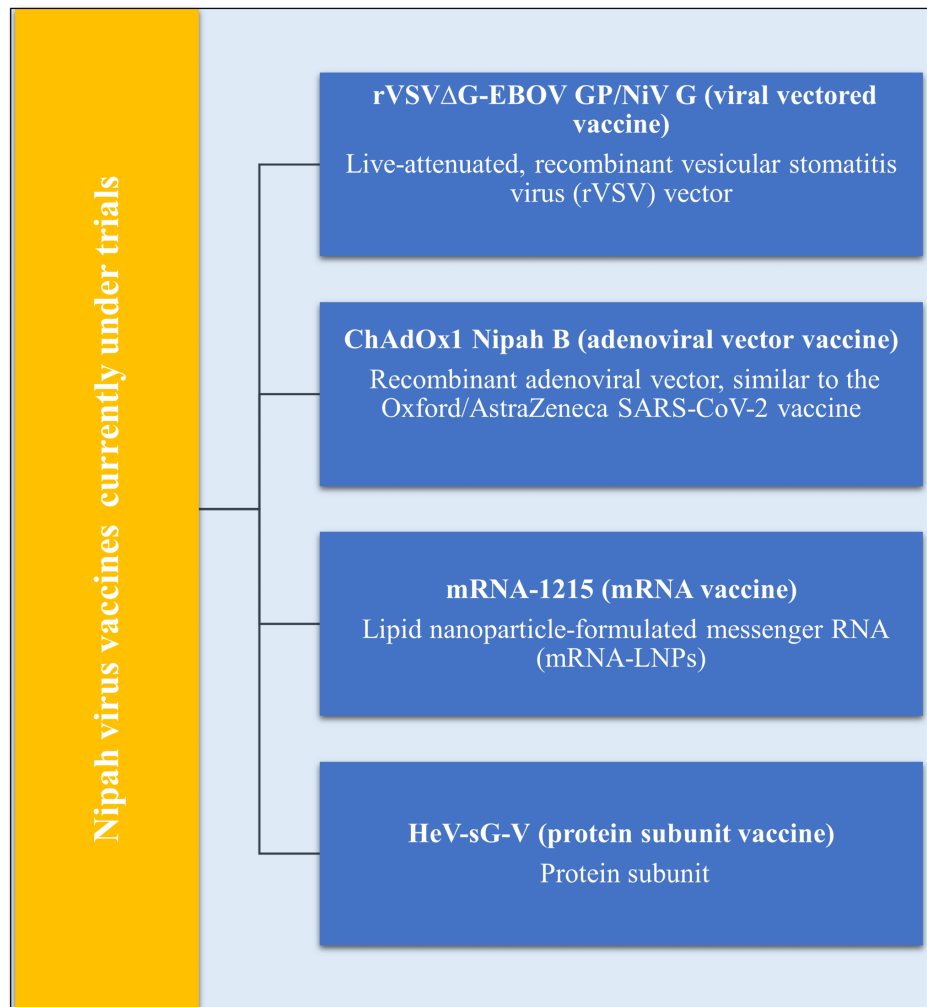 Nipah virus vaccines currently under trials
rVSVΔG-EBOV GP/NiV G (viral vectored
vaccine)
Live-attenuated, recombinant vesicular stomatitis
virus (rVSV) vector
ChAdOx1 Nipah B (adenoviral vector vaccine)
Recombinant adenoviral vector, similar to the
Oxford/AstraZeneca SARS-CoV-2 vaccine
mRNA-1215 (mRNA vaccine)
Lipid nanoparticle-formulated messenger RNA
(mRNA-LNPs)
HeV-sG-V (protein subunit vaccine)
Protein subunit